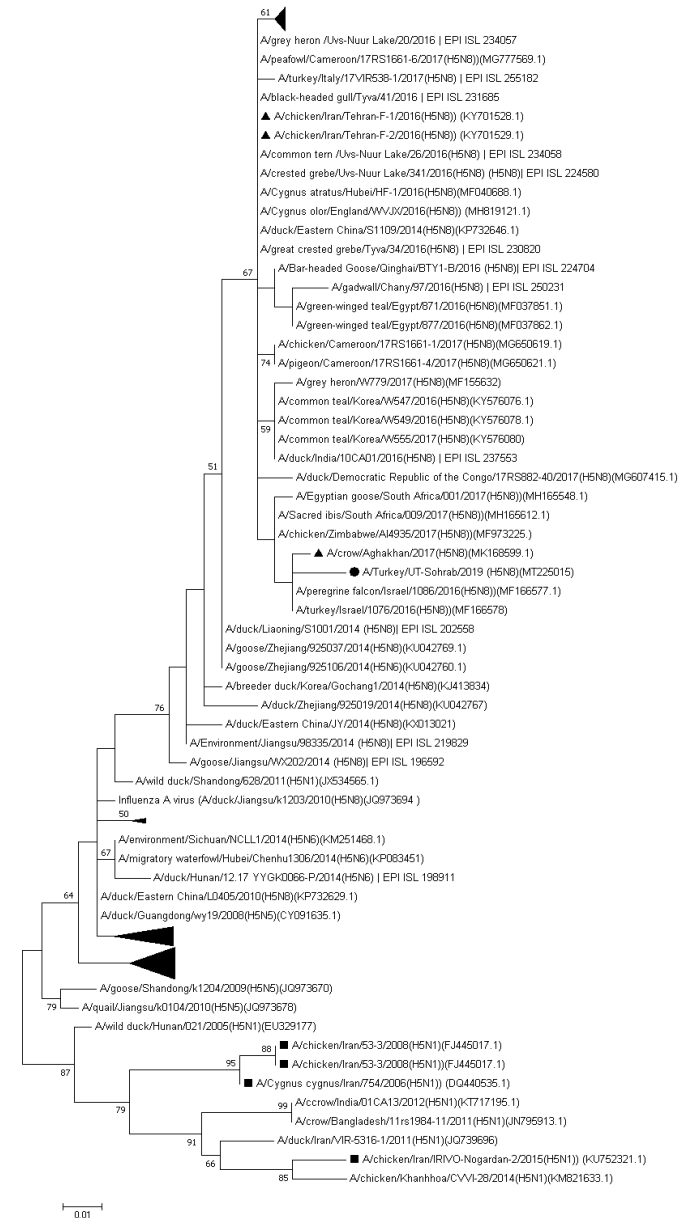 61
A/grey heron /Uvs-Nuur Lake/20/2016 | EPI ISL 234057
A/peafowl/Cameroon/17RS1661-6/2017(H5N8))(MG777569.1)
A/turkey/Italy/17VIR538-1/2017(H5N8) | EPI ISL 255182
A/black-headed gull/Tyva/41/2016 | EPI ISL 231685
A/chicken/Iran/Tehran-F-1/2016(H5N8)) (KY701528.1)
A/chicken/Iran/Tehran-F-2/2016(H5N8)) (KY701529.1)
A/common tern /Uvs-Nuur Lake/26/2016(H5N8) | EPI ISL 234058
A/crested grebe/Uvs-Nuur Lake/341/2016(H5N8) (H5N8)| EPI ISL 224580
A/Cygnus atratus/Hubei/HF-1/2016(H5N8)(MF040688.1)
A/Cygnus olor/England/WVJX/2016(H5N8)) (MH819121.1)
A/duck/Eastern China/S1109/2014(H5N8)(KP732646.1)
A/great crested grebe/Tyva/34/2016(H5N8) | EPI ISL 230820
67
A/Bar-headed Goose/Qinghai/BTY1-B/2016 (H5N8)| EPI ISL 224704
A/gadwall/Chany/97/2016(H5N8) | EPI ISL 250231
A/green-winged teal/Egypt/871/2016(H5N8)(MF037851.1)
A/green-winged teal/Egypt/877/2016(H5N8)(MF037862.1)
A/chicken/Cameroon/17RS1661-1/2017(H5N8)(MG650619.1)
74
A/pigeon/Cameroon/17RS1661-4/2017(H5N8)(MG650621.1)
A/grey heron/W779/2017(H5N8)(MF155632)
A/common teal/Korea/W547/2016(H5N8)(KY576076.1)
A/common teal/Korea/W549/2016(H5N8)(KY576078.1)
59
A/common teal/Korea/W555/2017(H5N8)(KY576080)
A/duck/India/10CA01/2016(H5N8) | EPI ISL 237553
51
A/duck/Democratic Republic of the Congo/17RS882-40/2017(H5N8)(MG607415.1)
A/Egyptian goose/South Africa/001/2017(H5N8))(MH165548.1)
A/Sacred ibis/South Africa/009/2017(H5N8))(MH165612.1)
A/chicken/Zimbabwe/AI4935/2017(H5N8))(MF973225.)
A/crow/Aghakhan/2017(H5N8)(MK168599.1)
A/Turkey/UT-Sohrab/2019 (H5N8)(MT225015)
A/peregrine falcon/Israel/1086/2016(H5N8))(MF166577.1)
A/turkey/Israel/1076/2016(H5N8))(MF166578)
A/duck/Liaoning/S1001/2014 (H5N8)| EPI ISL 202558
A/goose/Zhejiang/925037/2014(H5N8)(KU042769.1)
A/goose/Zhejiang/925106/2014(H5N6)(KU042760.1)
A/breeder duck/Korea/Gochang1/2014(H5N8)(KJ413834)
A/duck/Zhejiang/925019/2014(H5N8)(KU042767)
76
A/duck/Eastern China/JY/2014(H5N8)(KX013021)
A/Environment/Jiangsu/98335/2014 (H5N8)| EPI ISL 219829
A/goose/Jiangsu/WX202/2014 (H5N8)| EPI ISL 196592
A/wild duck/Shandong/628/2011(H5N1)(JX534565.1)
Influenza A virus (A/duck/Jiangsu/k1203/2010(H5N8)(JQ973694 )
50
A/environment/Sichuan/NCLL1/2014(H5N6)(KM251468.1)
67
A/migratory waterfowl/Hubei/Chenhu1306/2014(H5N6)(KP083451)
A/duck/Hunan/12.17 YYGK0066-P/2014(H5N6) | EPI ISL 198911
64
A/duck/Eastern China/L0405/2010(H5N8)(KP732629.1)
A/duck/Guangdong/wy19/2008(H5N5)(CY091635.1)
A/goose/Shandong/k1204/2009(H5N5)(JQ973670)
79
A/quail/Jiangsu/k0104/2010(H5N5)(JQ973678)
A/wild duck/Hunan/021/2005(H5N1)(EU329177)
88
A/chicken/Iran/53-3/2008(H5N1)(FJ445017.1)
95
A/chicken/Iran/53-3/2008(H5N1))(FJ445017.1)
87
A/Cygnus cygnus/Iran/754/2006(H5N1)) (DQ440535.1)
79
99
A/ccrow/India/01CA13/2012(H5N1)(KT717195.1)
A/crow/Bangladesh/11rs1984-11/2011(H5N1)(JN795913.1)
91
A/duck/Iran/VIR-5316-1/2011(H5N1)(JQ739696)
66
A/chicken/Iran/IRIVO-Nogardan-2/2015(H5N1)) (KU752321.1)
85
A/chicken/Khanhhoa/CVVI-28/2014(H5N1)(KM821633.1)
0.01